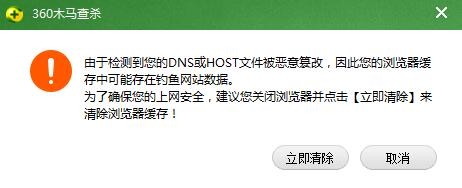 360木马查杀
由于检测到您的DNS或HOST文件被恶意篡改，因此您的浏览器缓
存中可能存在钓鱼网站数据。
为了确保您的上网安全，建议您关闭浏览器并点击【立即清除】来
清除浏览器缓存！
立即清除 取消